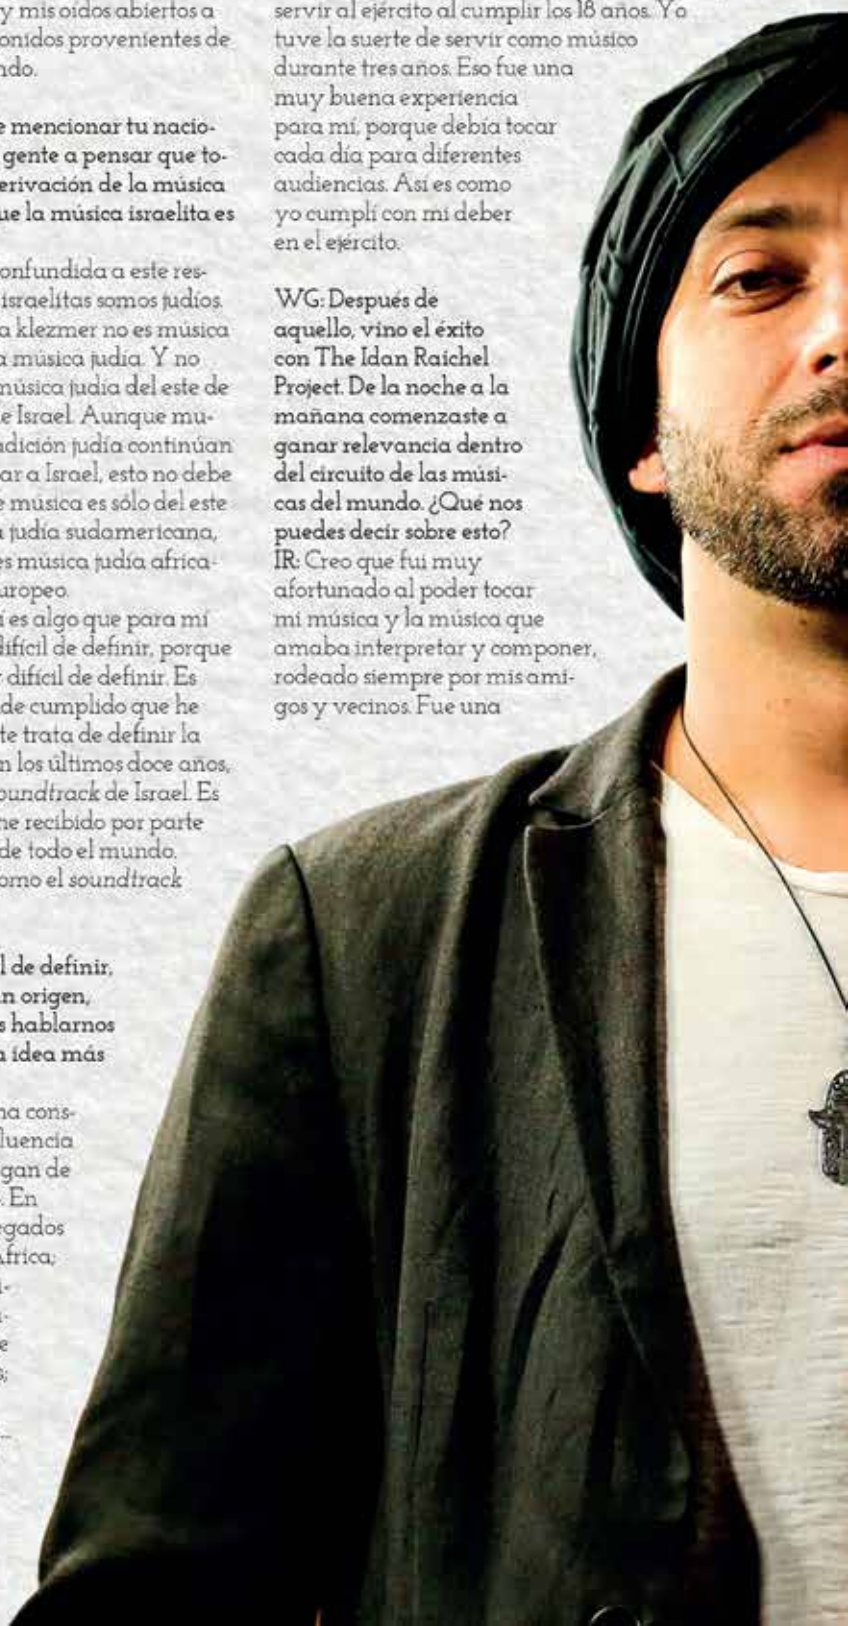 y mis oídos abiertos a
onidos provenientes de
ndo.
e mencionar tu nacio-
gente a pensar que to-
erivación de la música
ue la música israelita es
onfundida a este res-
israelitas somos judíos.
a klezmer no es música
a música judía. Y no
música judía del este de
e Israel. Aunque mu-
adición judía continúan
ar a Israel, esto no debe
e música es sólo del este
a judía sudamericana,
es música judía africa-
uropeo.
í es algo que para mí
difícil de definir, porque
y difícil de definir. Es
de cumplido que he
te trata de definir la
n los últimos doce años,
oundtrack de Israel. Es
he recibido por parte
de todo el mundo.
omo el soundtrack
l de definir,
n origen,
s hablarnos
a idea más
na cons-
luencia
gan de
. En
egados
África;
-
-
e
s;
servir al ejército al cumplir los 18 años. Yo
tuve la suerte de servir como músico
durante tres años. Eso fue una
muy buena experiencia
para mí, porque debía tocar
cada día para diferentes
audiencias. Así es como
yo cumplí con mi deber
en el ejército.
WG: Después de
aquello, vino el éxito
con The Idan Raichel
Project. De la noche a la
mañana comenzaste a
ganar relevancia dentro
del circuito de las músi-
cas del mundo. ¿Qué nos
puedes decir sobre esto?
IR: Creo que fui muy
afortunado al poder tocar
mi música y la música que
amaba interpretar y componer,
rodeado siempre por mis ami-
gos y vecinos. Fue una